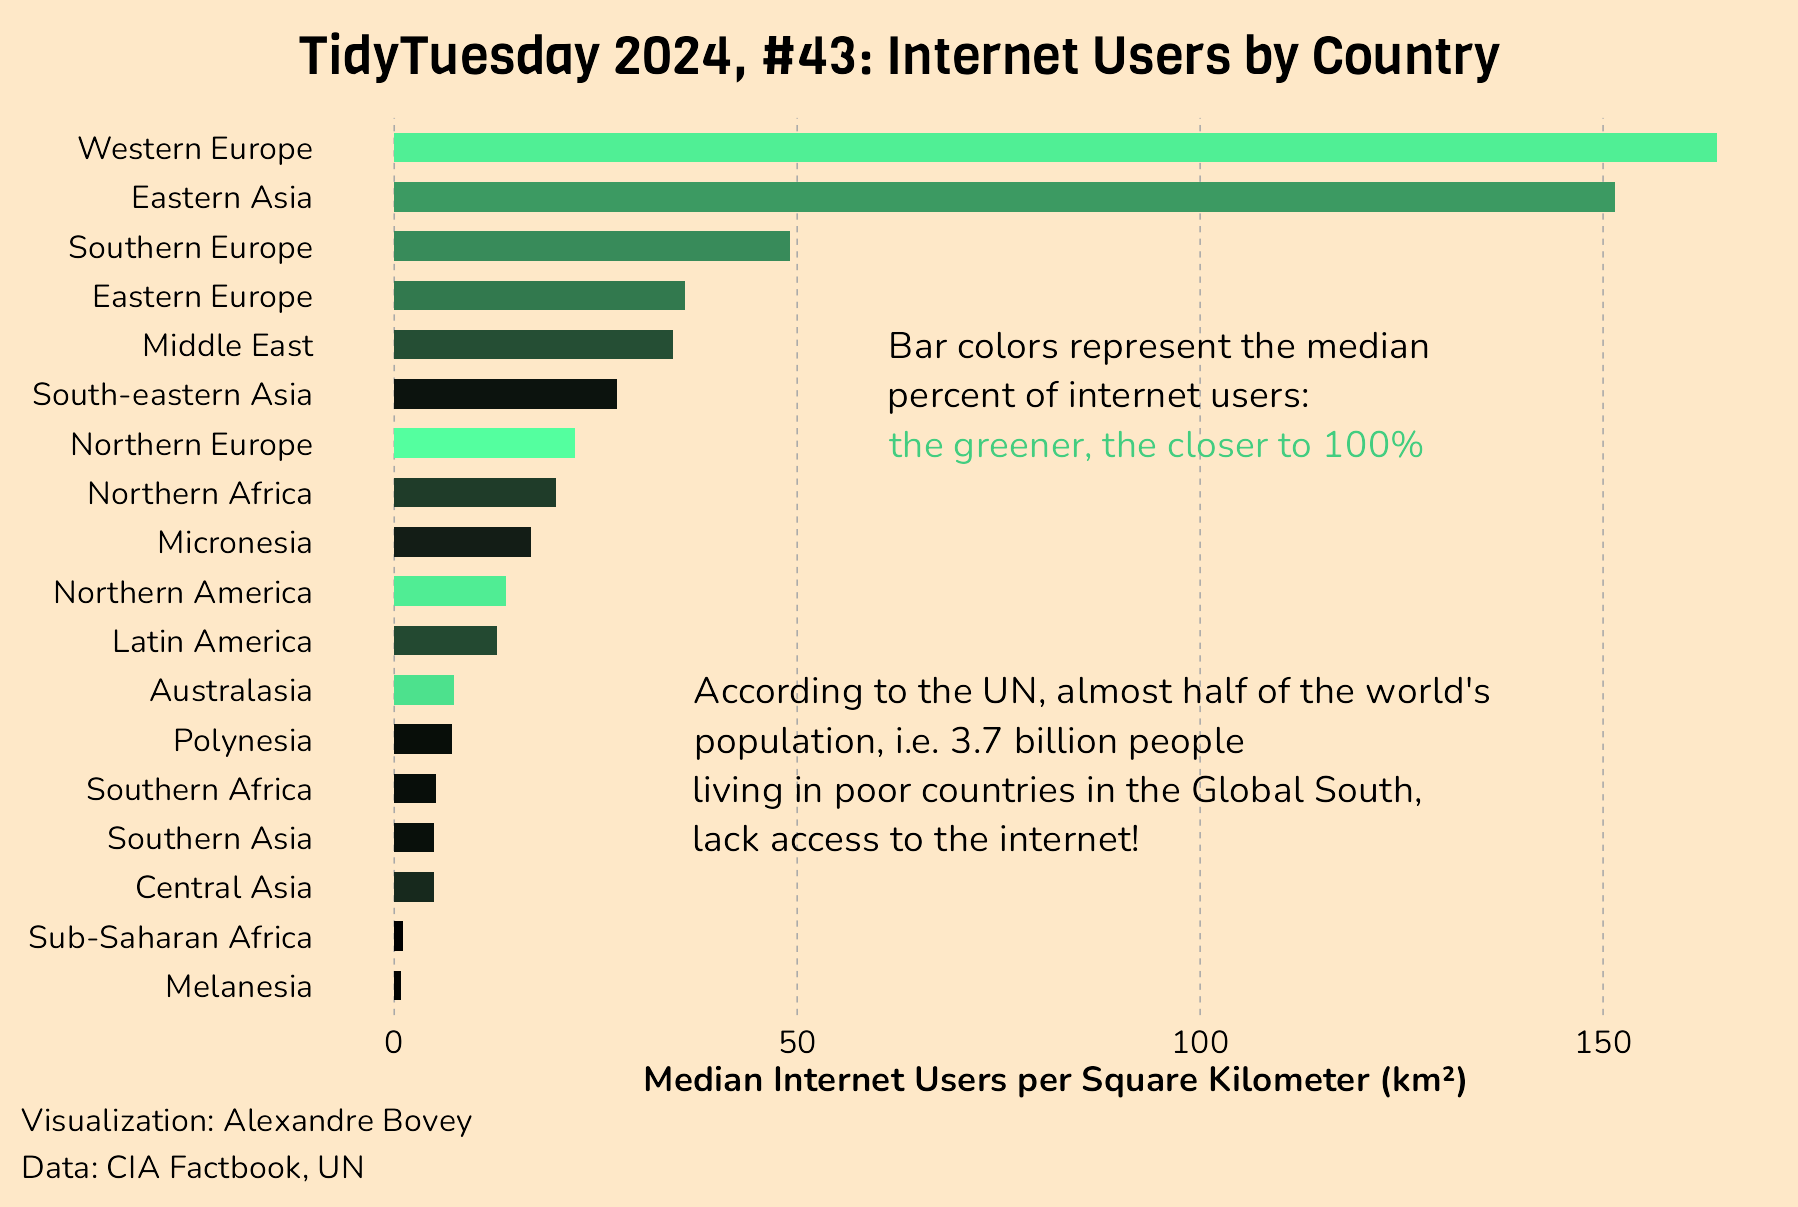 TidyTuesday 2024, #43: Internet Users by Country
Western Europe
Eastern Asia
Southern Europe
Eastern Europe
Middle East
South-eastern Asia
Northern Europe
Northern Africa
Micronesia
Northern America
Latin America
Australasia
Polynesia
Southern Africa
Southern Asia
Central Asia
Sub-Saharan Africa
Melanesia
Bar colors represent the median
percent of internet users:
the greener, the closer to 100%
According to the UN, almost half of the world's
population, i.e. 3.7 billion people
living in poor countries in the Global South,
lack access to the internet!
0 50 100 150
Median Internet Users per Square Kilometer (km²)
Visualization: Alexandre Bovey
Data: CIA Factbook, UN